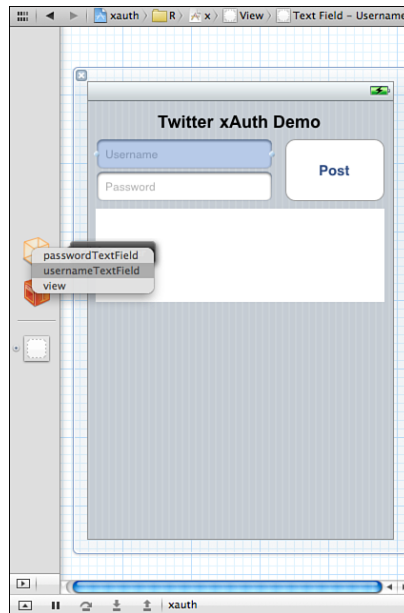 xauth R x View Text Field - Username
Twitter xAuth Demo
Username
Post
Password
passwordTextField
usernameTextField
view
xauth